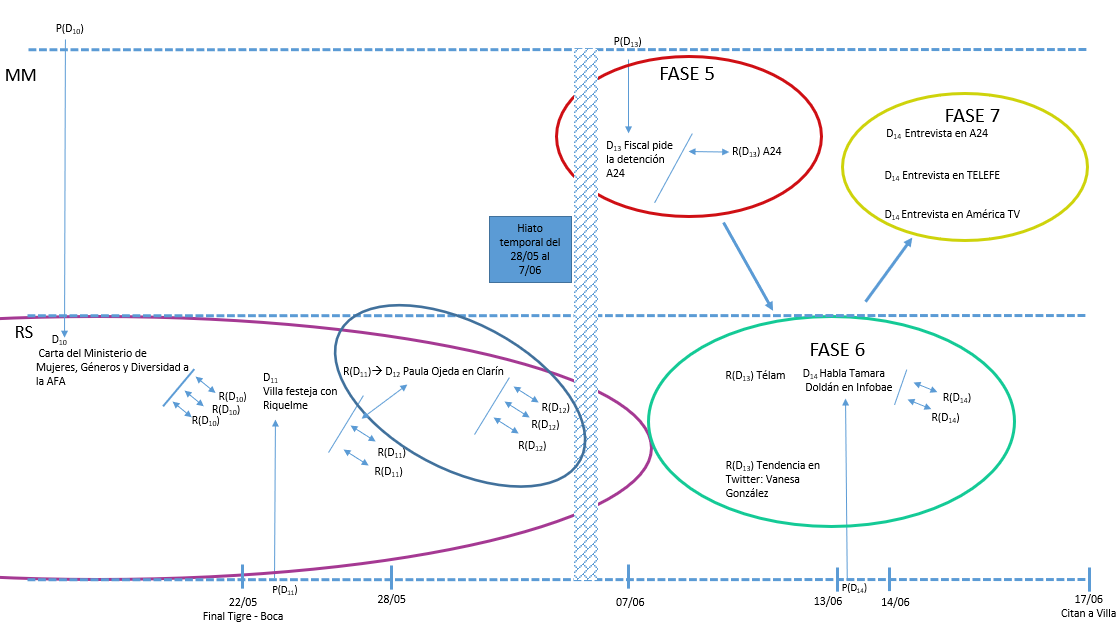 P(D10)
P(D13)
MM
FASE 5
FASE 7
D14 Entrevista en A24
D13 Fiscal pide
la detención
A24
R(D13) A24
D14 Entrevista en TELEFE
D14 Entrevista en América TV
Hiato
temporal del
28/05 al
7/06
RS
D10
Carta del Ministerio de
Mujeres, Géneros y Diversidad a
la AFA
R(D10)
R(D10)
R(D10)
D11
Villa festeja con
Riquelme
R(D11)→ D12 Paula Ojeda en Clarín
R(D12)
R(D12)
R(D12)
R(D11)
R(D11)
FASE 6
R(D13) Télam
D14 Habla Tamara
Doldán en Infobae
R(D14)
R(D14)
R(D13) Tendencia en
Twitter: Vanesa
González
P(D11)
P(D14)
22/05
Final Tigre - Boca
28/05
07/06
13/06
14/06
17/06
Citan a Villa